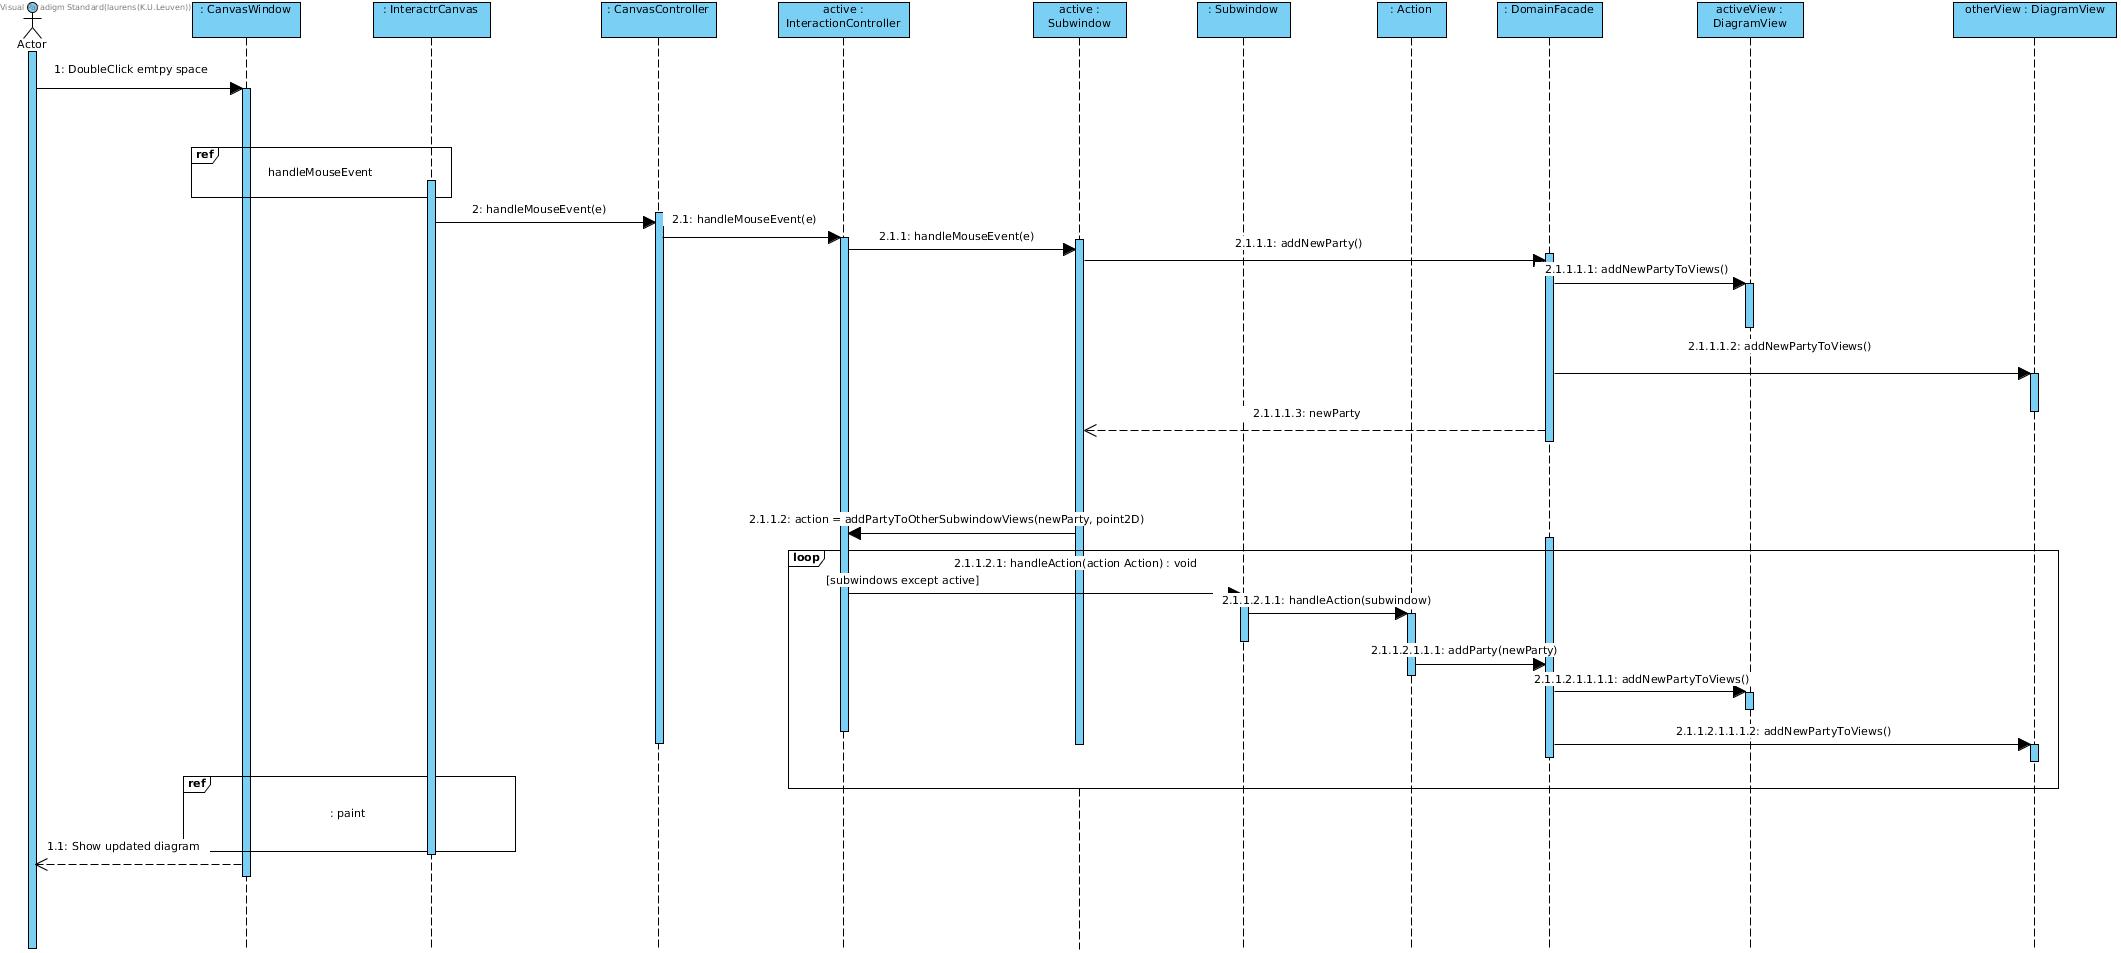 Visual Paradigm Standard(laurens(K.U.Leuven))
Actor
: CanvasWindow
: InteractrCanvas
: CanvasController
active :
InteractionController
active :
Subwindow
: Subwindow
: Action
: DomainFacade
activeView :
DiagramView
otherView : DiagramView
1: DoubleClick emtpy space
ref
handleMouseEvent
2: handleMouseEvent(e)
2.1: handleMouseEvent(e)
2.1.1: handleMouseEvent(e)
2.1.1.1: addNewParty()
2.1.1.1.1: addNewPartyToViews()
2.1.1.1.2: addNewPartyToViews()
2.1.1.1.3: newParty
2.1.1.2: action = addPartyToOtherSubwindowViews(newParty, point2D)
loop
2.1.1.2.1: handleAction(action Action) : void
[subwindows except active]
2.1.1.2.1.1: handleAction(subwindow)
2.1.1.2.1.1.1: addParty(newParty)
2.1.1.2.1.1.1.1: addNewPartyToViews()
2.1.1.2.1.1.1.2: addNewPartyToViews()
ref
: paint
1.1: Show updated diagram